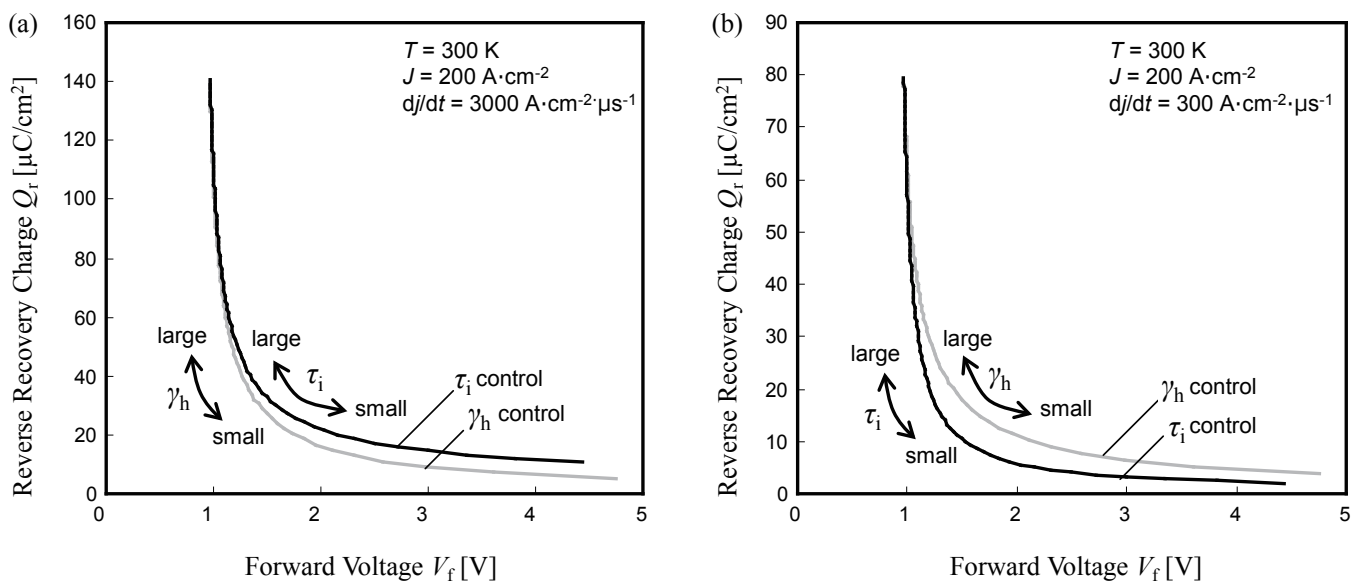 (a)
160
140
120
100
80
60
40
20
0
0 1 2 3 4 5
Reverse Recovery Charge Qr [µC/cm²]
Forward Voltage Vf [V]
T = 300 K
J = 200 A·cm-2
dj/dt = 3000 A·cm-2·µs-1
large
large
τi
γh
small
small
τi control
γh control
(b)
90
80
70
60
50
40
30
20
10
0
0 1 2 3 4 5
Reverse Recovery Charge Qr [µC/cm²]
Forward Voltage Vf [V]
T = 300 K
J = 200 A·cm-2
dj/dt = 300 A·cm-2·µs-1
large
large
γh
small
τi
small
γh control
τi control